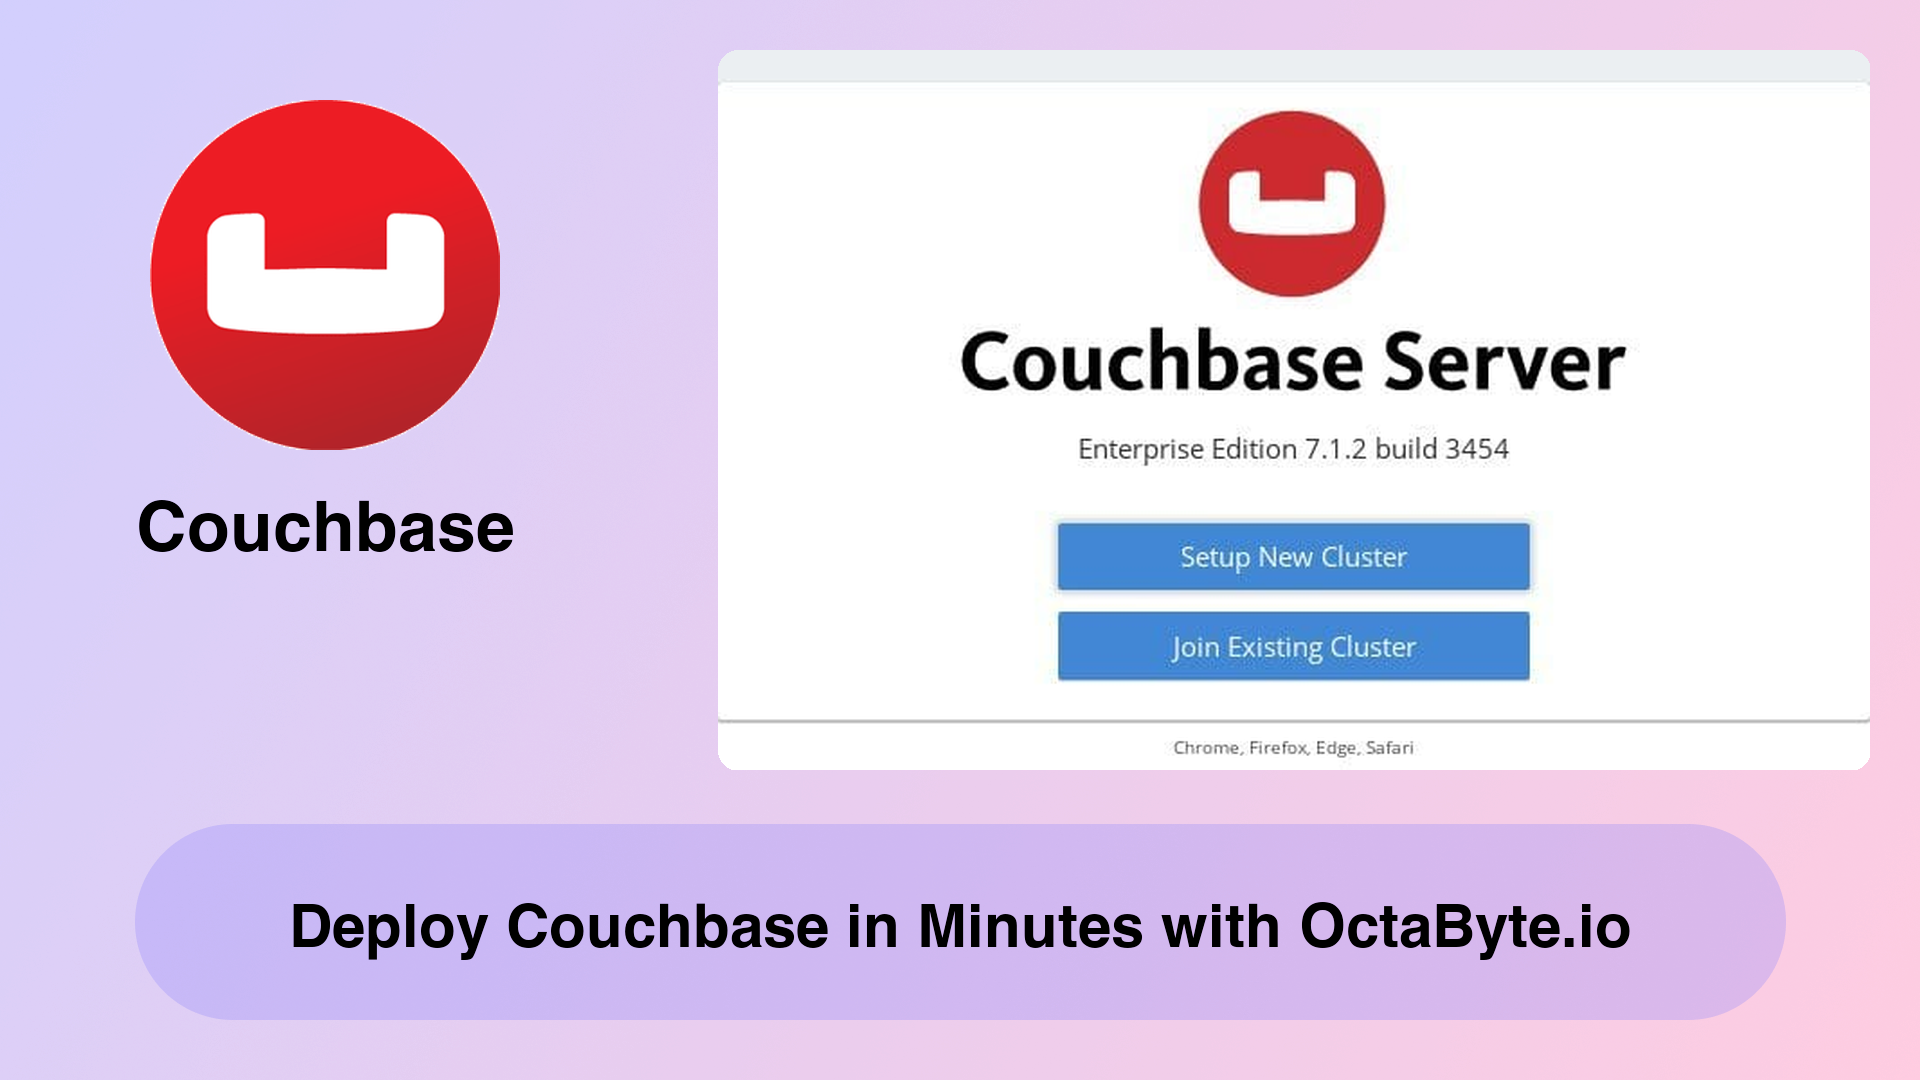 Couchbase
Couchbase Server
Enterprise Edition 7.1.2 build 3454
Setup New Cluster
Join Existing Cluster
Chrome, Firefox, Edge, Safari
Deploy Couchbase in Minutes with OctaByte.io